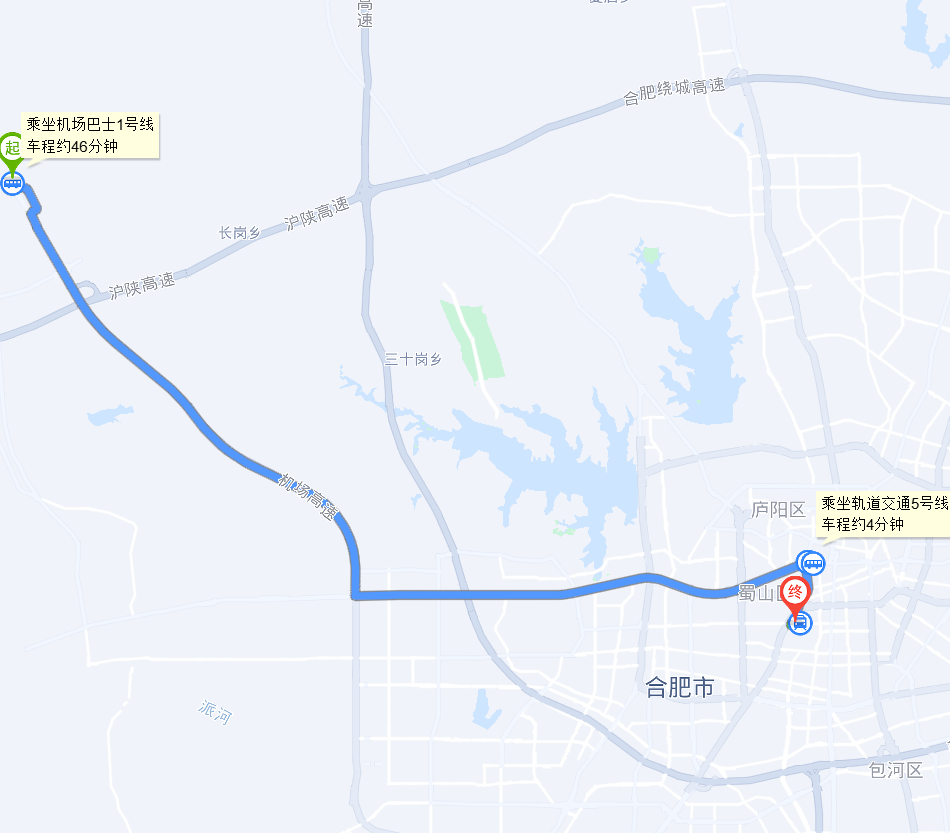 高速
合肥绕城高速
乘坐机场巴士1号线
车程约46分钟
起
沪陕高速
长岗乡
沪陕高速
三十岗乡
机场高速
乘坐轨道交通5号线
车程约4分钟
庐阳区
蜀山区
终
合肥市
派河
包河区